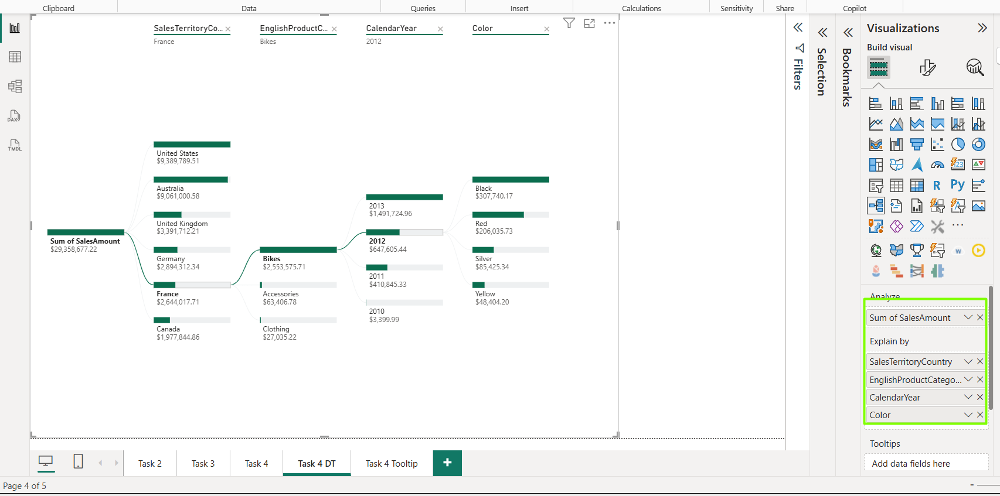 Clipboard
Data
Queries
Insert
Calculations
Sensitivity
Share
Copilot
SalesTerritoryCo...
France
EnglishProductC...
Bikes
CalendarYear
2012
Color
Sum of SalesAmount
$29,358,677.22
United States
$9,389,789.51
Australia
$9,061,000.58
United Kingdom
$3,391,712.21
Germany
$2,894,312.34
France
$2,644,017.71
Canada
$1,977,844.86
Bikes
$2,553,575.71
Accessories
$63,406.78
Clothing
$27,035.22
2013
$1,491,724.96
2012
$647,605.44
2011
$410,845.33
2010
$3,399.99
Black
$307,740.17
Red
$206,035.73
Silver
$85,425.34
Yellow
$48,404.20
DAX
TMDL
Filters
Selection
Bookmarks
Visualizations
Build visual
123
R
Py
W
Analyze
Sum of SalesAmount
Explain by
SalesTerritoryCountry
EnglishProductCatego...
CalendarYear
Color
Tooltips
Add data fields here
Task 2
Task 3
Task 4
Task 4 DT
Task 4 Tooltip
Page 4 of 5